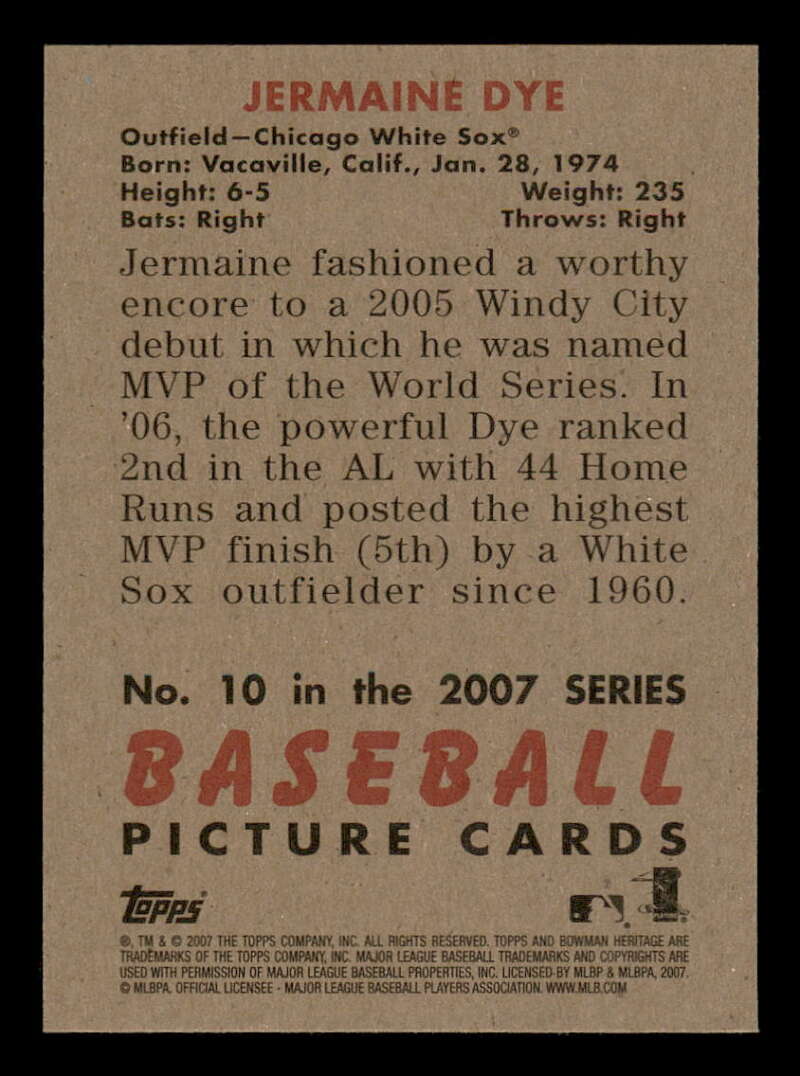 JERMAINE DYE
Outfield—Chicago White Sox®
Born: Vacaville, Calif., Jan. 28, 1974
Height: 6-5 Weight: 235
Bats: Right Throws: Right
Jermaine fashioned a worthy
encore to a 2005 Windy City
debut in which he was named
MVP of the World Series. In
'06, the powerful Dye ranked
2nd in the AL with 44 Home
Runs and posted the highest
MVP finish (5th) by a White
Sox outfielder since 1960.
No. 10 in the 2007 SERIES
BASEBALL
PICTURE CARDS
topps
®, TM & © 2007 THE TOPPS COMPANY, INC. ALL RIGHTS RESERVED. TOPPS AND BOWMAN HERITAGE ARE
TRADEMARKS OF THE TOPPS COMPANY, INC. MAJOR LEAGUE BASEBALL TRADEMARKS AND COPYRIGHTS ARE
USED WITH PERMISSION OF MAJOR LEAGUE BASEBALL PROPERTIES, INC. LICENSED BY MLBP & MLBPA, 2007.
© MLBPA. OFFICIAL LICENSEE - MAJOR LEAGUE BASEBALL PLAYERS ASSOCIATION. WWW.MLB.COM